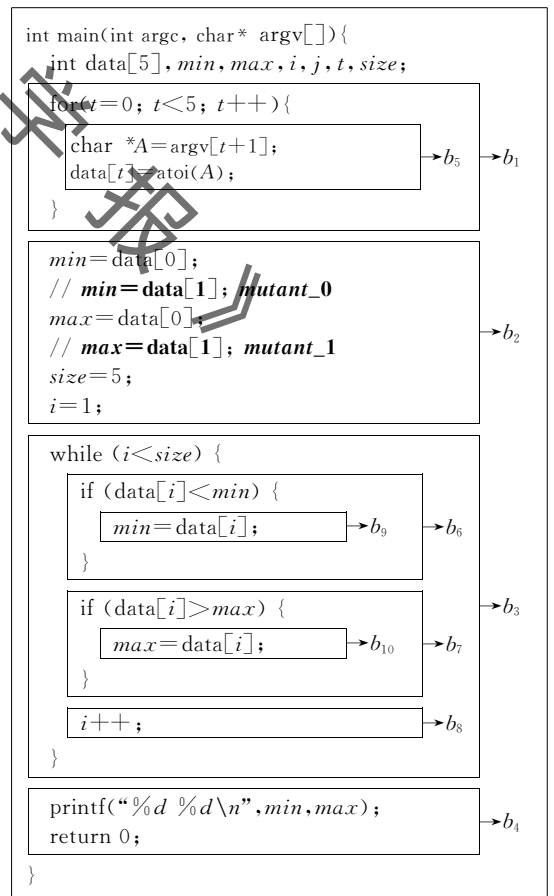 int main(int argc, char* argv[]){
int data[5],min,max,i,j,t,size;
for(t=0; t<5; t++){
char *A=argv[t+1];
data[t]=atoi(A);
→b₅
→b₁
}
min=data[0];
// min=data[1]; mutant_0
max=data[0];
// max=data[1]; mutant_1
size=5;
i=1;
→b₂
while (i<size) {
if (data[i]<min) {
min=data[i]; →b₉
→b₆
}
if (data[i]>max) {
max=data[i]; →b₁₀
→b₇
}
i++; →b₈
→b₃
}
printf("%d %d\n",min,max);
return 0;
→b₄
}
学报》